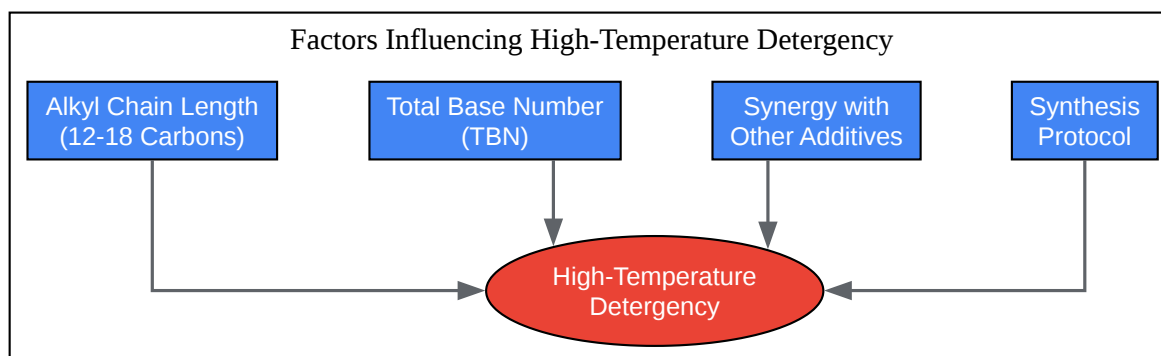 Factors Influencing High-Temperature Detergency
Alkyl Chain Length
(12-18 Carbons)
Total Base Number
(TBN)
Synergy with
Other Additives
Synthesis
Protocol
High-Temperature
Detergency